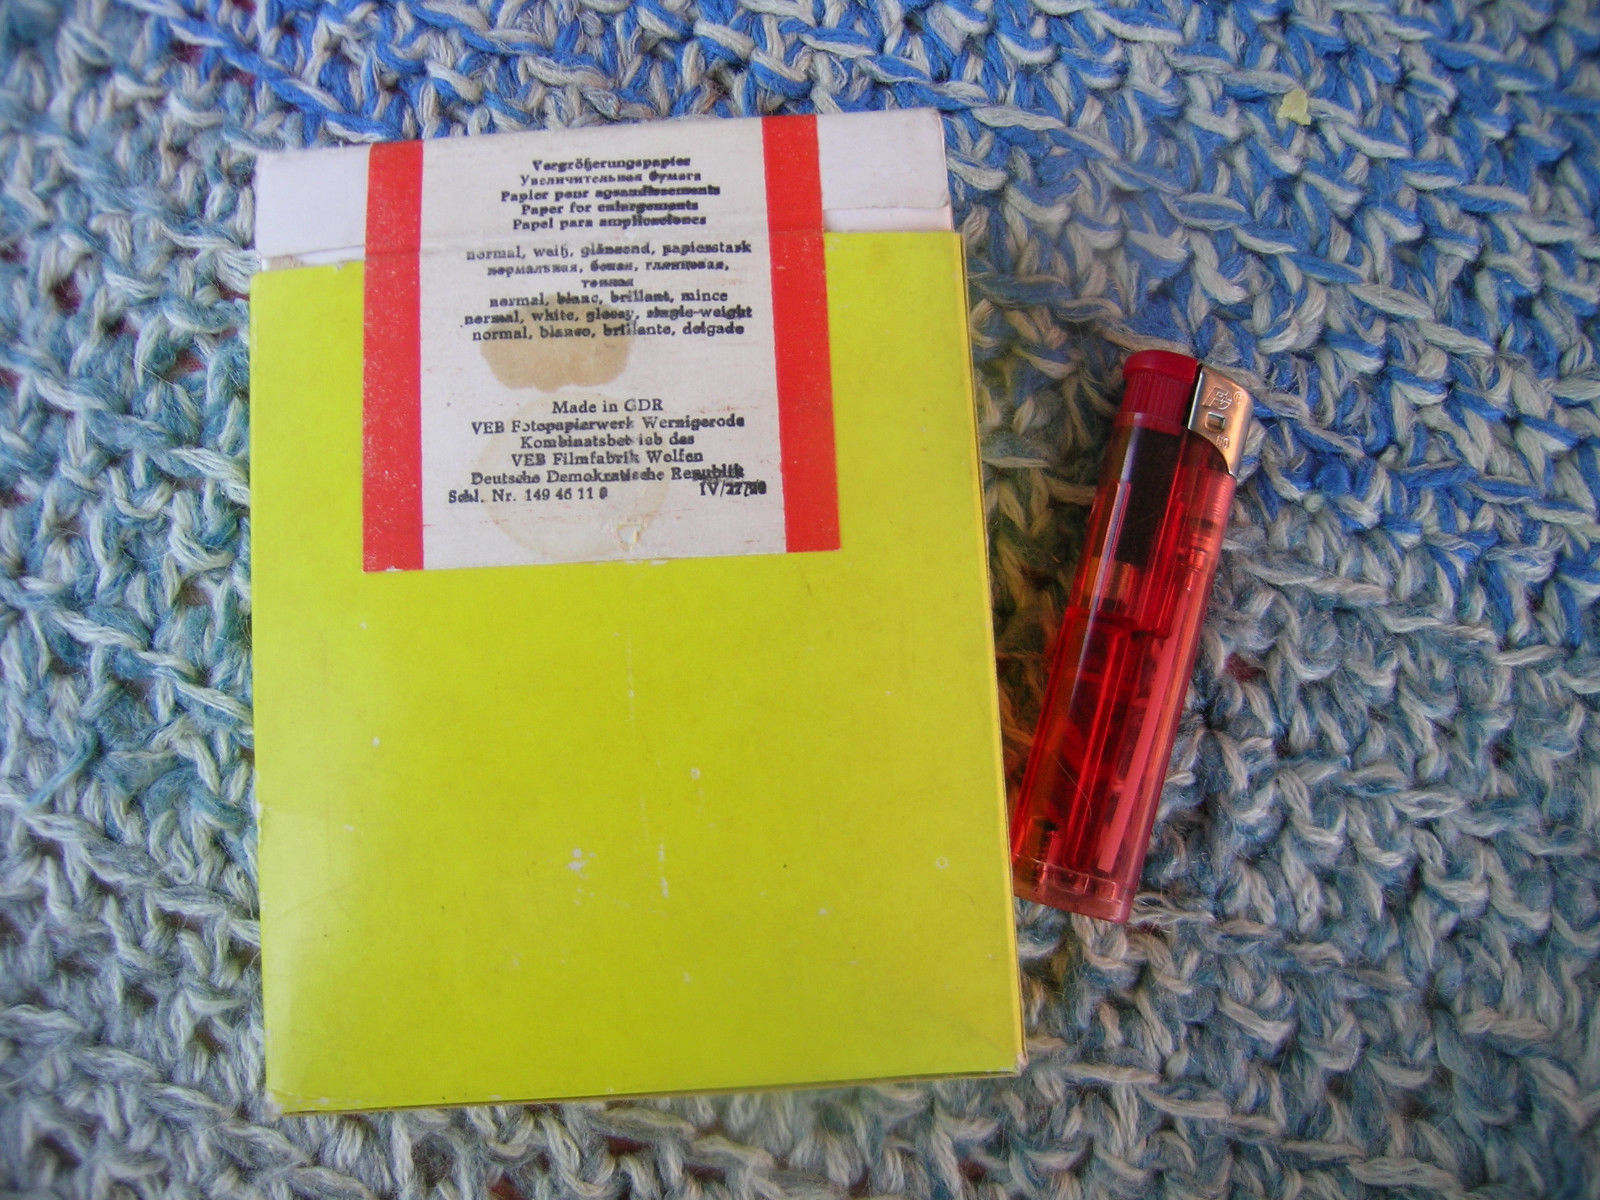 Vergrößerungspapier
Увеличительная бумага
Papier pour agrandissements
Paper for enlargements
Papel para ampliaciones
normal, weiß, glänzend, papierstark
нормальная, белая, глянцовая,
тонкая
normal, blanc, brillant, mince
normal, white, glossy, single-weight
normal, blanco, brillante, delgado
Made in GDR
VEB Fotopapierwerk Wernigerode
Kombinatsbetrieb des
VEB Filmfabrik Wolfen
Deutsche Demokratische Republik
Schl. Nr. 149 46 11 0